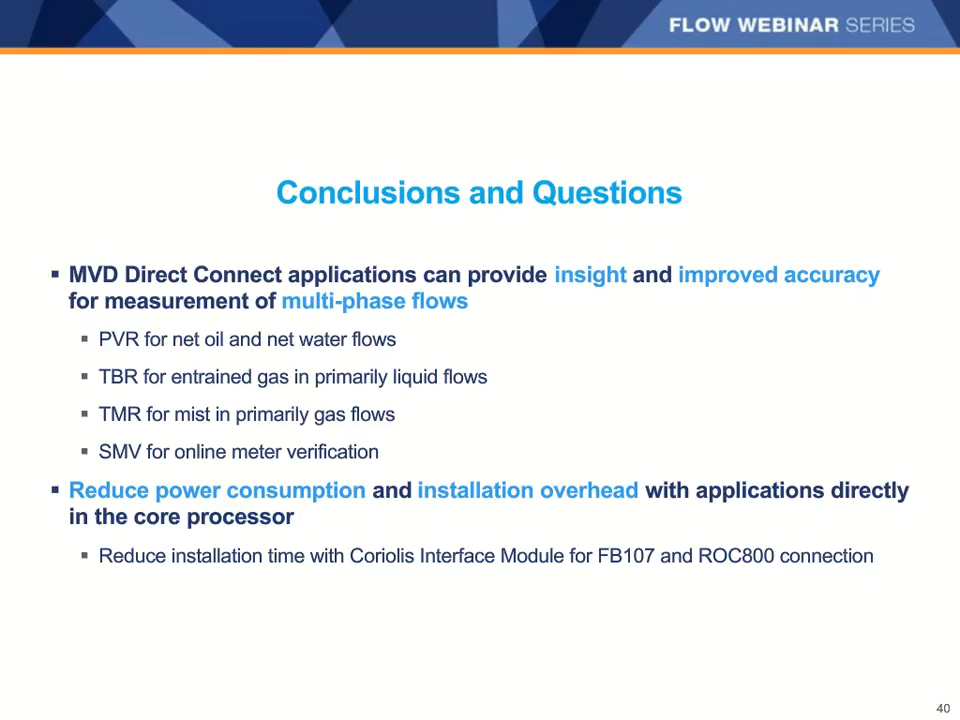 FLOW WEBINAR SERIES
Conclusions and Questions
▪ MVD Direct Connect applications can provide insight and improved accuracy
for measurement of multi-phase flows
▪ PVR for net oil and net water flows
▪ TBR for entrained gas in primarily liquid flows
▪ TMR for mist in primarily gas flows
▪ SMV for online meter verification
▪ Reduce power consumption and installation overhead with applications directly
in the core processor
▪ Reduce installation time with Coriolis Interface Module for FB107 and ROC800 connection
40